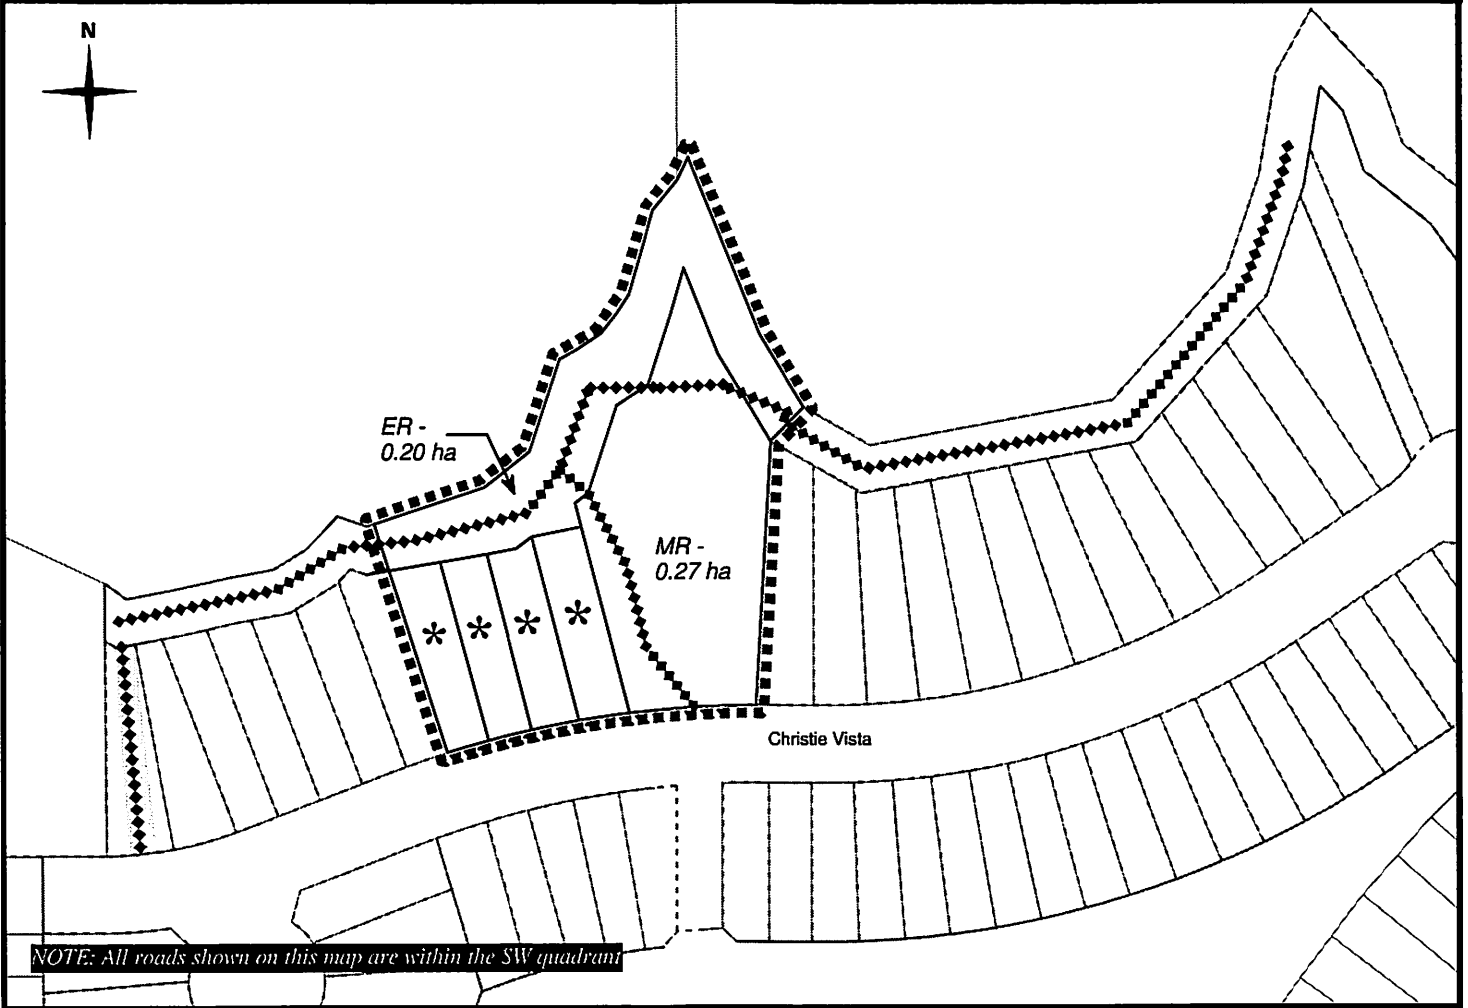 N
ER -
0.20 ha
MR -
0.27 ha
* * * *
Christie Vista
NOTE: All roads shown on this map are within the SW quadrant